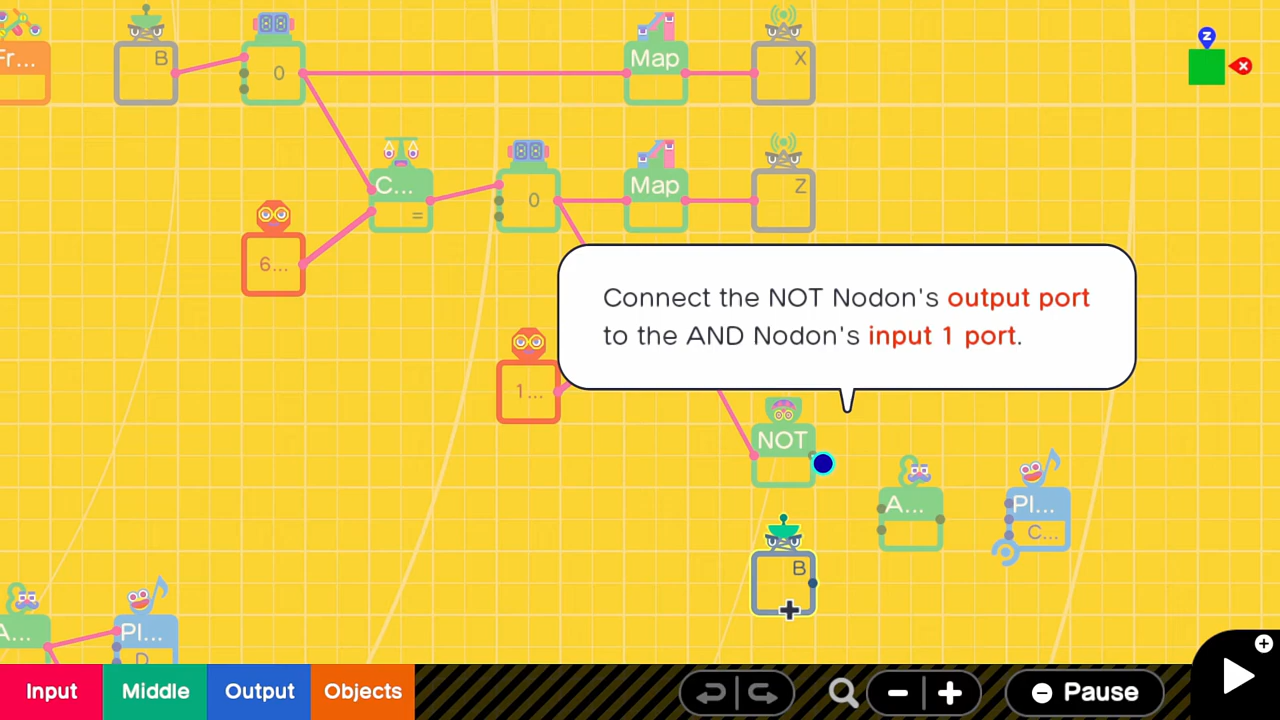 Z
X
Fr...
B
0
Map
X
C...
=
0
Map
Z
6...
Connect the NOT Nodon's output port
to the AND Nodon's input 1 port.
1...
NOT
A...
Pl...
C...
B
A...
Pl...
D
Input
Middle
Output
Objects
Pause